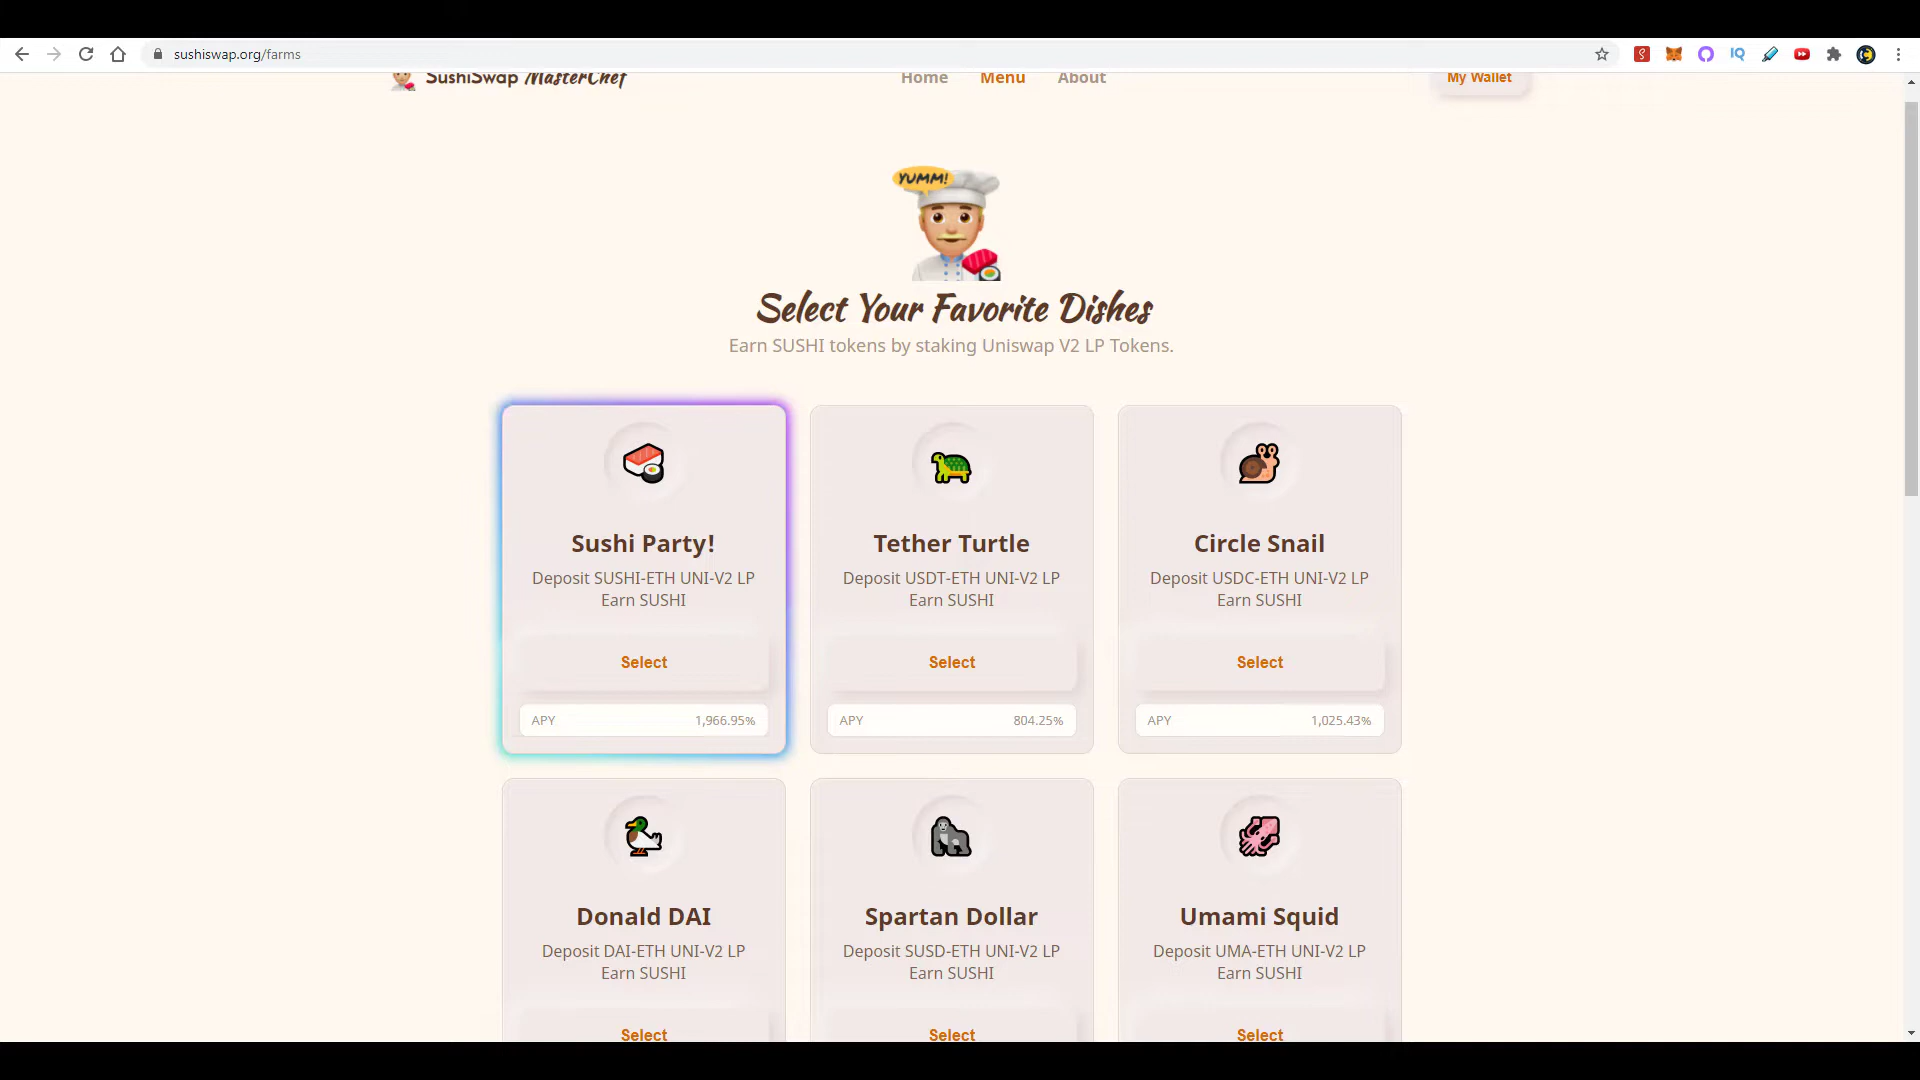 sushiswap.org/farms
SushiSwap MasterChef
Home Menu About
My Wallet
YUMM!
Select Your Favorite Dishes
Earn SUSHI tokens by staking Uniswap V2 LP Tokens.
Sushi Party!
Deposit SUSHI-ETH UNI-V2 LP
Earn SUSHI
Select
APY 1,966.95%
Tether Turtle
Deposit USDT-ETH UNI-V2 LP
Earn SUSHI
Select
APY 804.25%
Circle Snail
Deposit USDC-ETH UNI-V2 LP
Earn SUSHI
Select
APY 1,025.43%
Donald DAI
Deposit DAI-ETH UNI-V2 LP
Earn SUSHI
Select
Spartan Dollar
Deposit SUSD-ETH UNI-V2 LP
Earn SUSHI
Select
Umami Squid
Deposit UMA-ETH UNI-V2 LP
Earn SUSHI
Select